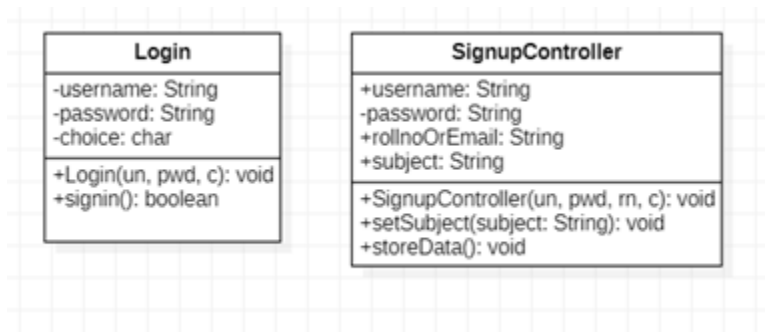 Login
-username: String
-password: String
-choice: char
+Login(un, pwd, c): void
+signin(): boolean
SignupController
+username: String
-password: String
+rollnoOrEmail: String
+subject: String
+SignupController(un, pwd, rn, c): void
+setSubject(subject: String): void
+storeData(): void